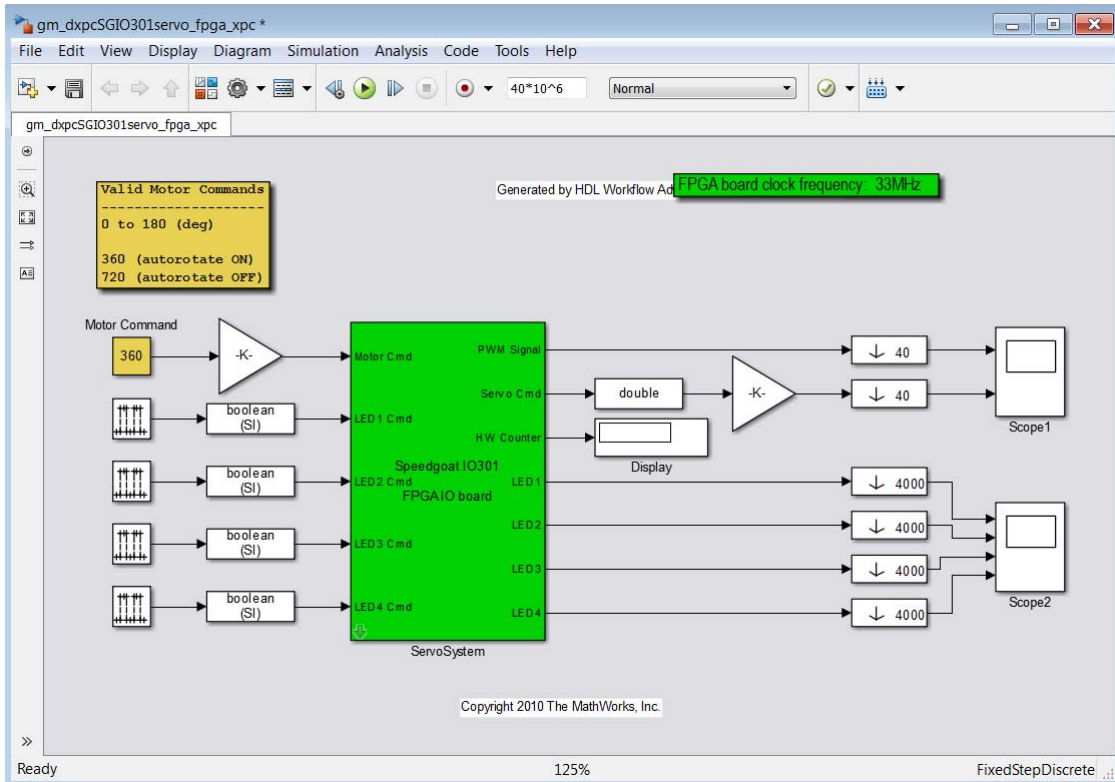 gm_dxpcSGIO301servo_fpga_xpc *
File Edit View Display Diagram Simulation Analysis Code Tools Help
40*10^6 Normal
gm_dxpcSGIO301servo_fpga_xpc
Valid Motor Commands
--------------------
0 to 180 (deg)
360 (autorotate ON)
720 (autorotate OFF)
Generated by HDL Workflow Ad
FPGA board clock frequency: 33MHz
Motor Command
360
-K-
boolean
(SI)
boolean
(SI)
boolean
(SI)
boolean
(SI)
Motor Cmd
LED1 Cmd
LED2 Cmd
LED3 Cmd
LED4 Cmd
Speedgoat IO301
FPGA IO board
PWM Signal
Servo Cmd
HW Counter
LED1
LED2
LED3
LED4
ServoSystem
double
-K-
Display
40
40
Scope1
4000
4000
4000
4000
Scope2
Copyright 2010 The MathWorks, Inc.
Ready 125% FixedStepDiscrete